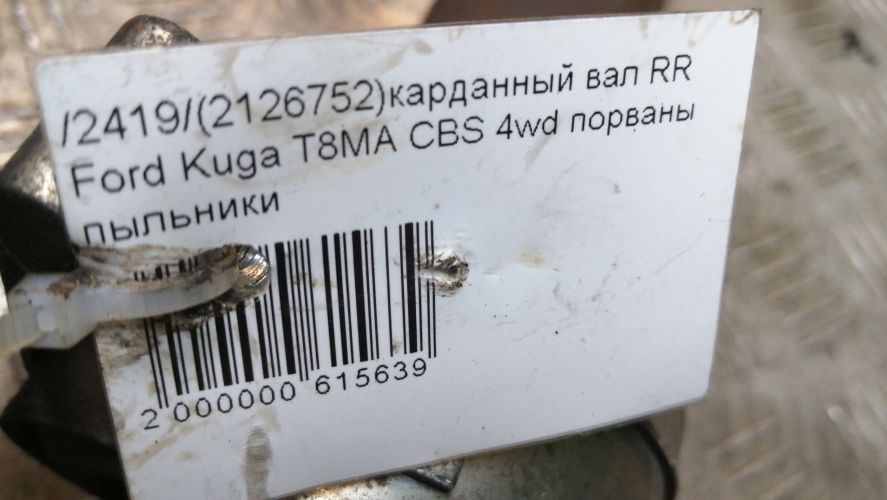 /2419/(2126752)карданный вал RR
Ford Kuga T8MA CBS 4wd порваны
пыльники
2 000000 615639